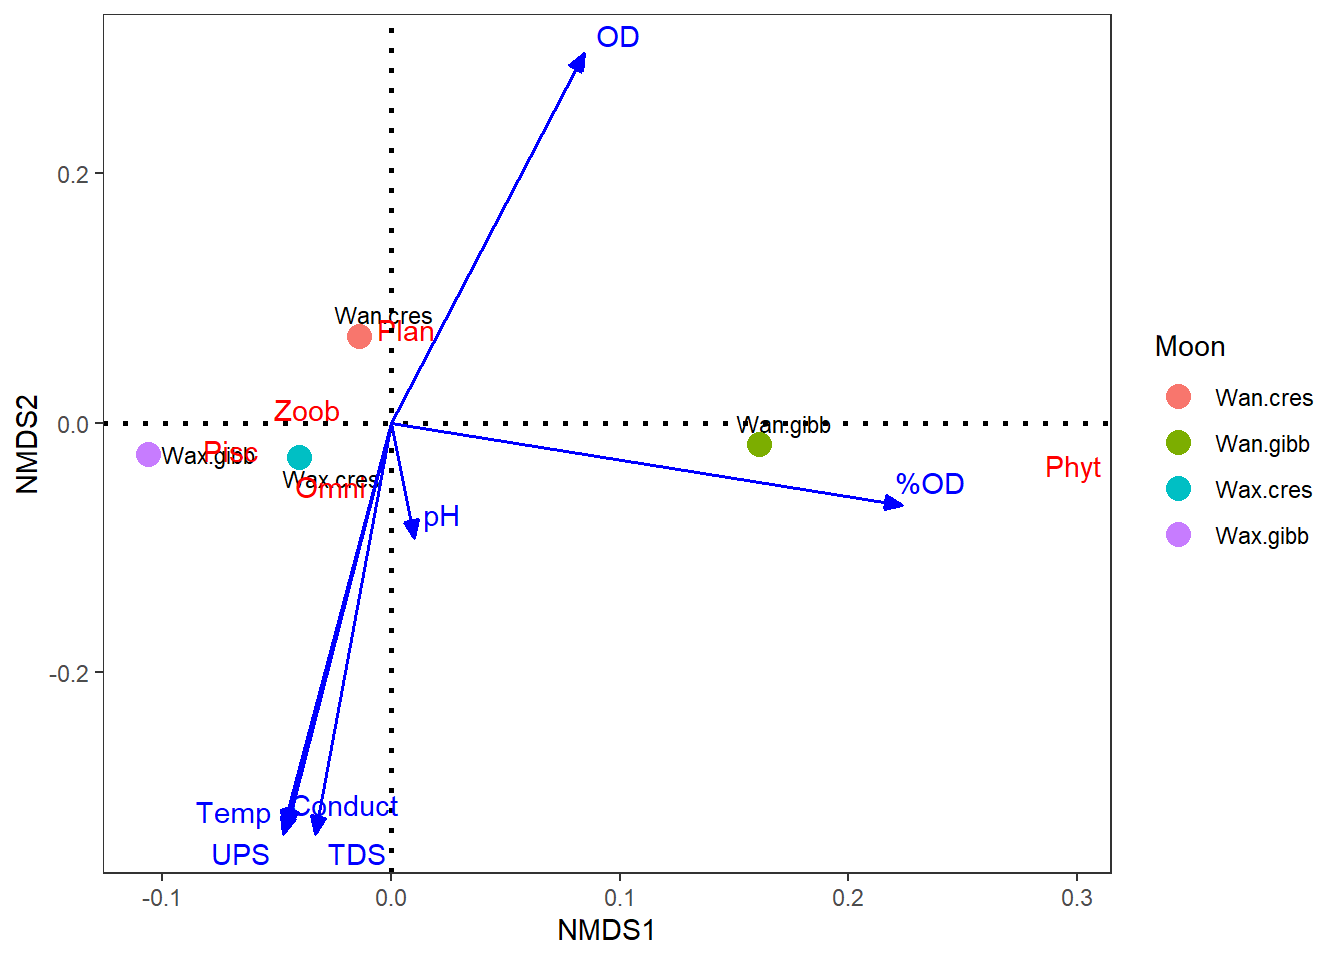 OD
0.2
Wan.cres
Plan
Zoob
0.0
Wan.gibb
Pisc
Wax.gibb
Wax.cres
Omni
Phyt
%OD
pH
NMDS2
-0.2
Temp
Conduct
UPS
TDS
-0.1
0.0
0.1
0.2
0.3
NMDS1
Moon
Wan.cres
Wan.gibb
Wax.cres
Wax.gibb